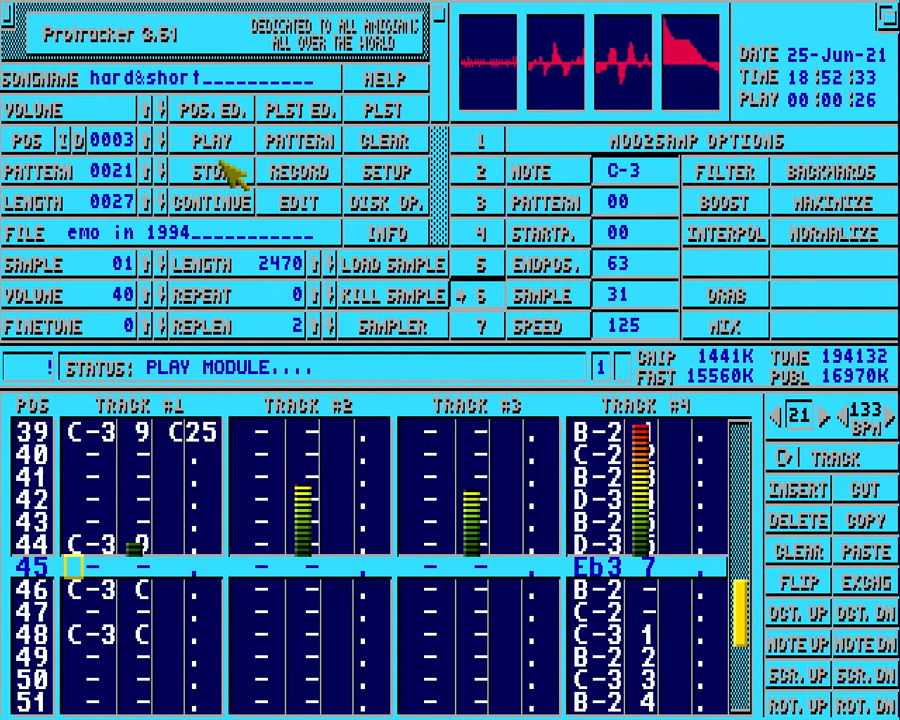 Protracker 3.61
DEDICATED TO ALL AMIGIANS
ALL OVER THE WORLD
DATE 25-Jun-21
TIME 18:52:33
PLAY 00:00:26
SONGNAME hard&short__________ HELP
VOLUME POS. ED. PLST ED. PLST
POS I D 0003 PLAY PATTERN CLEAR 1 MOD2SAMP OPTIONS
PATTERN 0021 STOP RECORD SETUP 2 NOTE C-3 FILTER BACKWARDS
LENGTH 0027 CONTINUE EDIT DISK OP. 3 PATTERN 00 BOOST MAXIMIZE
FILE emo in 1994___________ INFO 4 STARTP. 00 INTERPOL NORMALIZE
SAMPLE 01 LENGTH 2470 LOAD SAMPLE 5 ENDPOS. 63
VOLUME 40 REPEAT 0 KILL SAMPLE 6 SAMPLE 31 GRAB
FINETUNE 0 REPLEN 2 SAMPLER 7 SPEED 125 MIX
! STATUS: PLAY MODULE.... 1 CHIP 1441K TUNE 194132
FAST 15560K PUBL 16970K
POS TRACK #1 TRACK #2 TRACK #3 TRACK #4 21 133 BPM
39 C-3 9 C25 - - . - - . B-2 .
40 - - . - - . - - . C-2 .
41 - - . - - . - - . B-2 .
42 - - . - - . - - . D-3 .
43 - - . - - . - - . B-2 .
44 C-3 9 . - - . - - . D-3 .
45 - - . - - . - - . Eb3 7 .
46 C-3 C . - - . - - . B-2 - .
47 - - . - - . - - . C-2 - .
48 C-3 C . - - . - - . C-3 1 .
49 - - . - - . - - . B-2 2 .
50 - - . - - . - - . C-3 3 .
51 - - . - - . - - . B-2 4 .
TRACK
INSERT CUT
DELETE COPY
CLEAR PASTE
FLIP EXCHG
OCT. UP OCT. DN
NOTE UP NOTE DN
SCR. UP SCR. DN
ROT. UP ROT. DN